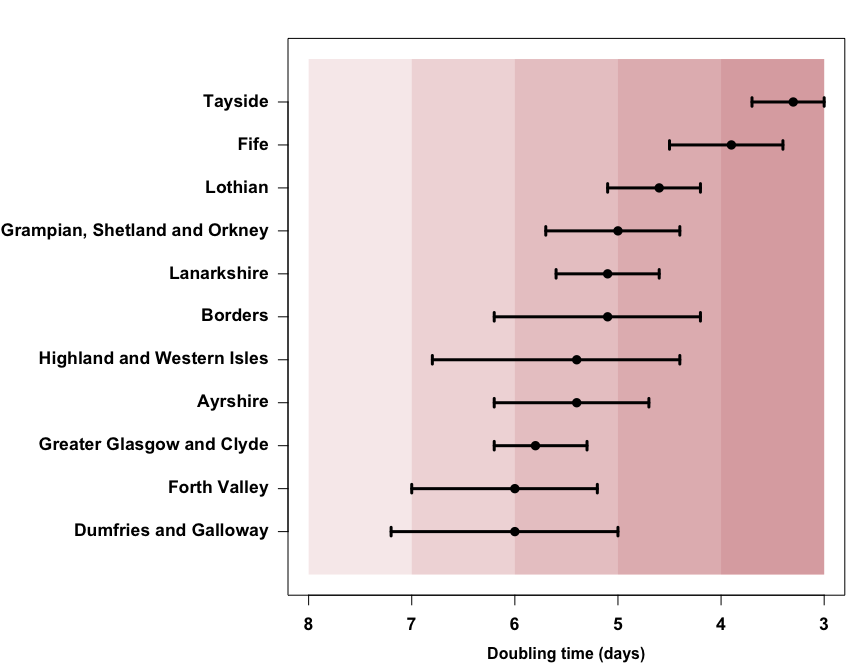 Tayside
Fife
Lothian
Grampian, Shetland and Orkney
Lanarkshire
Borders
Highland and Western Isles
Ayrshire
Greater Glasgow and Clyde
Forth Valley
Dumfries and Galloway
8 7 6 5 4 3
Doubling time (days)